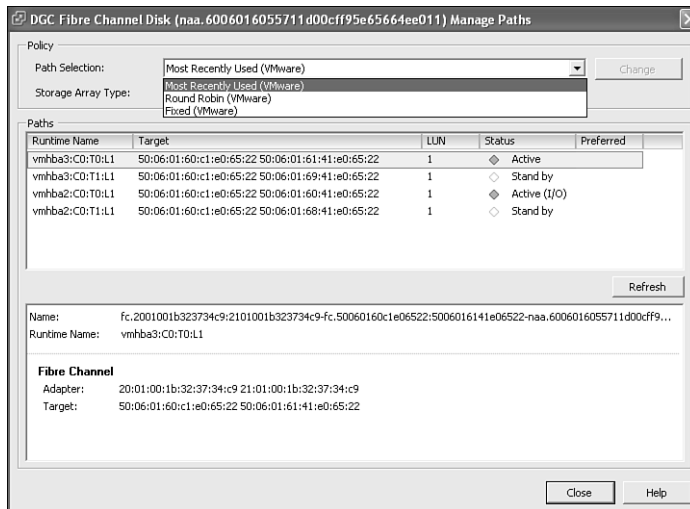 DGC Fibre Channel Disk (naa.6006016055711d00cff95e65664ee011) Manage Paths
Policy
Path Selection: Most Recently Used (VMware) Change
Most Recently Used (VMware)
Storage Array Type: Round Robin (VMware)
Fixed (VMware)
Paths
Runtime Name Target LUN Status Preferred
vmhba3:C0:T0:L1 50:06:01:60:c1:e0:65:22 50:06:01:61:41:e0:65:22 1 Active
vmhba3:C0:T1:L1 50:06:01:60:c1:e0:65:22 50:06:01:69:41:e0:65:22 1 Stand by
vmhba2:C0:T0:L1 50:06:01:60:c1:e0:65:22 50:06:01:60:41:e0:65:22 1 Active (I/O)
vmhba2:C0:T1:L1 50:06:01:60:c1:e0:65:22 50:06:01:68:41:e0:65:22 1 Stand by
Refresh
Name: fc.2001001b323734c9:2101001b323734c9-fc.50060160c1e06522:5006016141e06522-naa.6006016055711d00cff9...
Runtime Name: vmhba3:C0:T0:L1
Fibre Channel
Adapter: 20:01:00:1b:32:37:34:c9 21:01:00:1b:32:37:34:c9
Target: 50:06:01:60:c1:e0:65:22 50:06:01:61:41:e0:65:22
Close Help